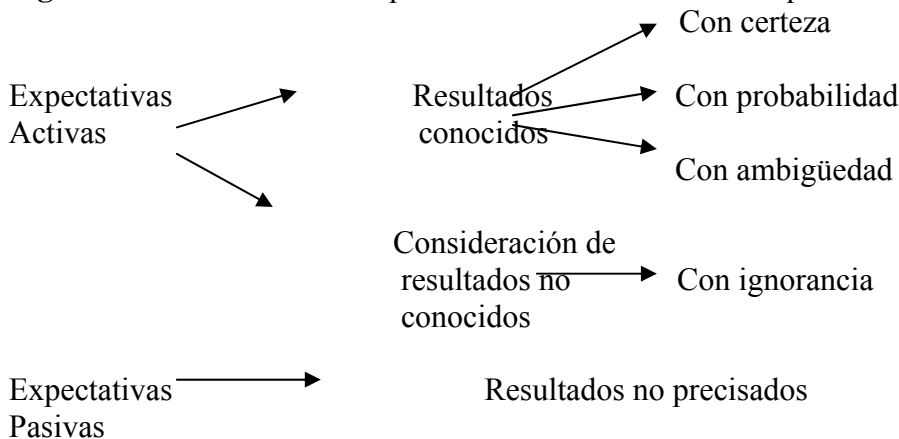 Con certeza
Expectativas
Activas
Resultados
conocidos
Con probabilidad
Con ambigüedad
Consideración de
resultados no
conocidos
Con ignorancia
Expectativas
Pasivas
Resultados no precisados